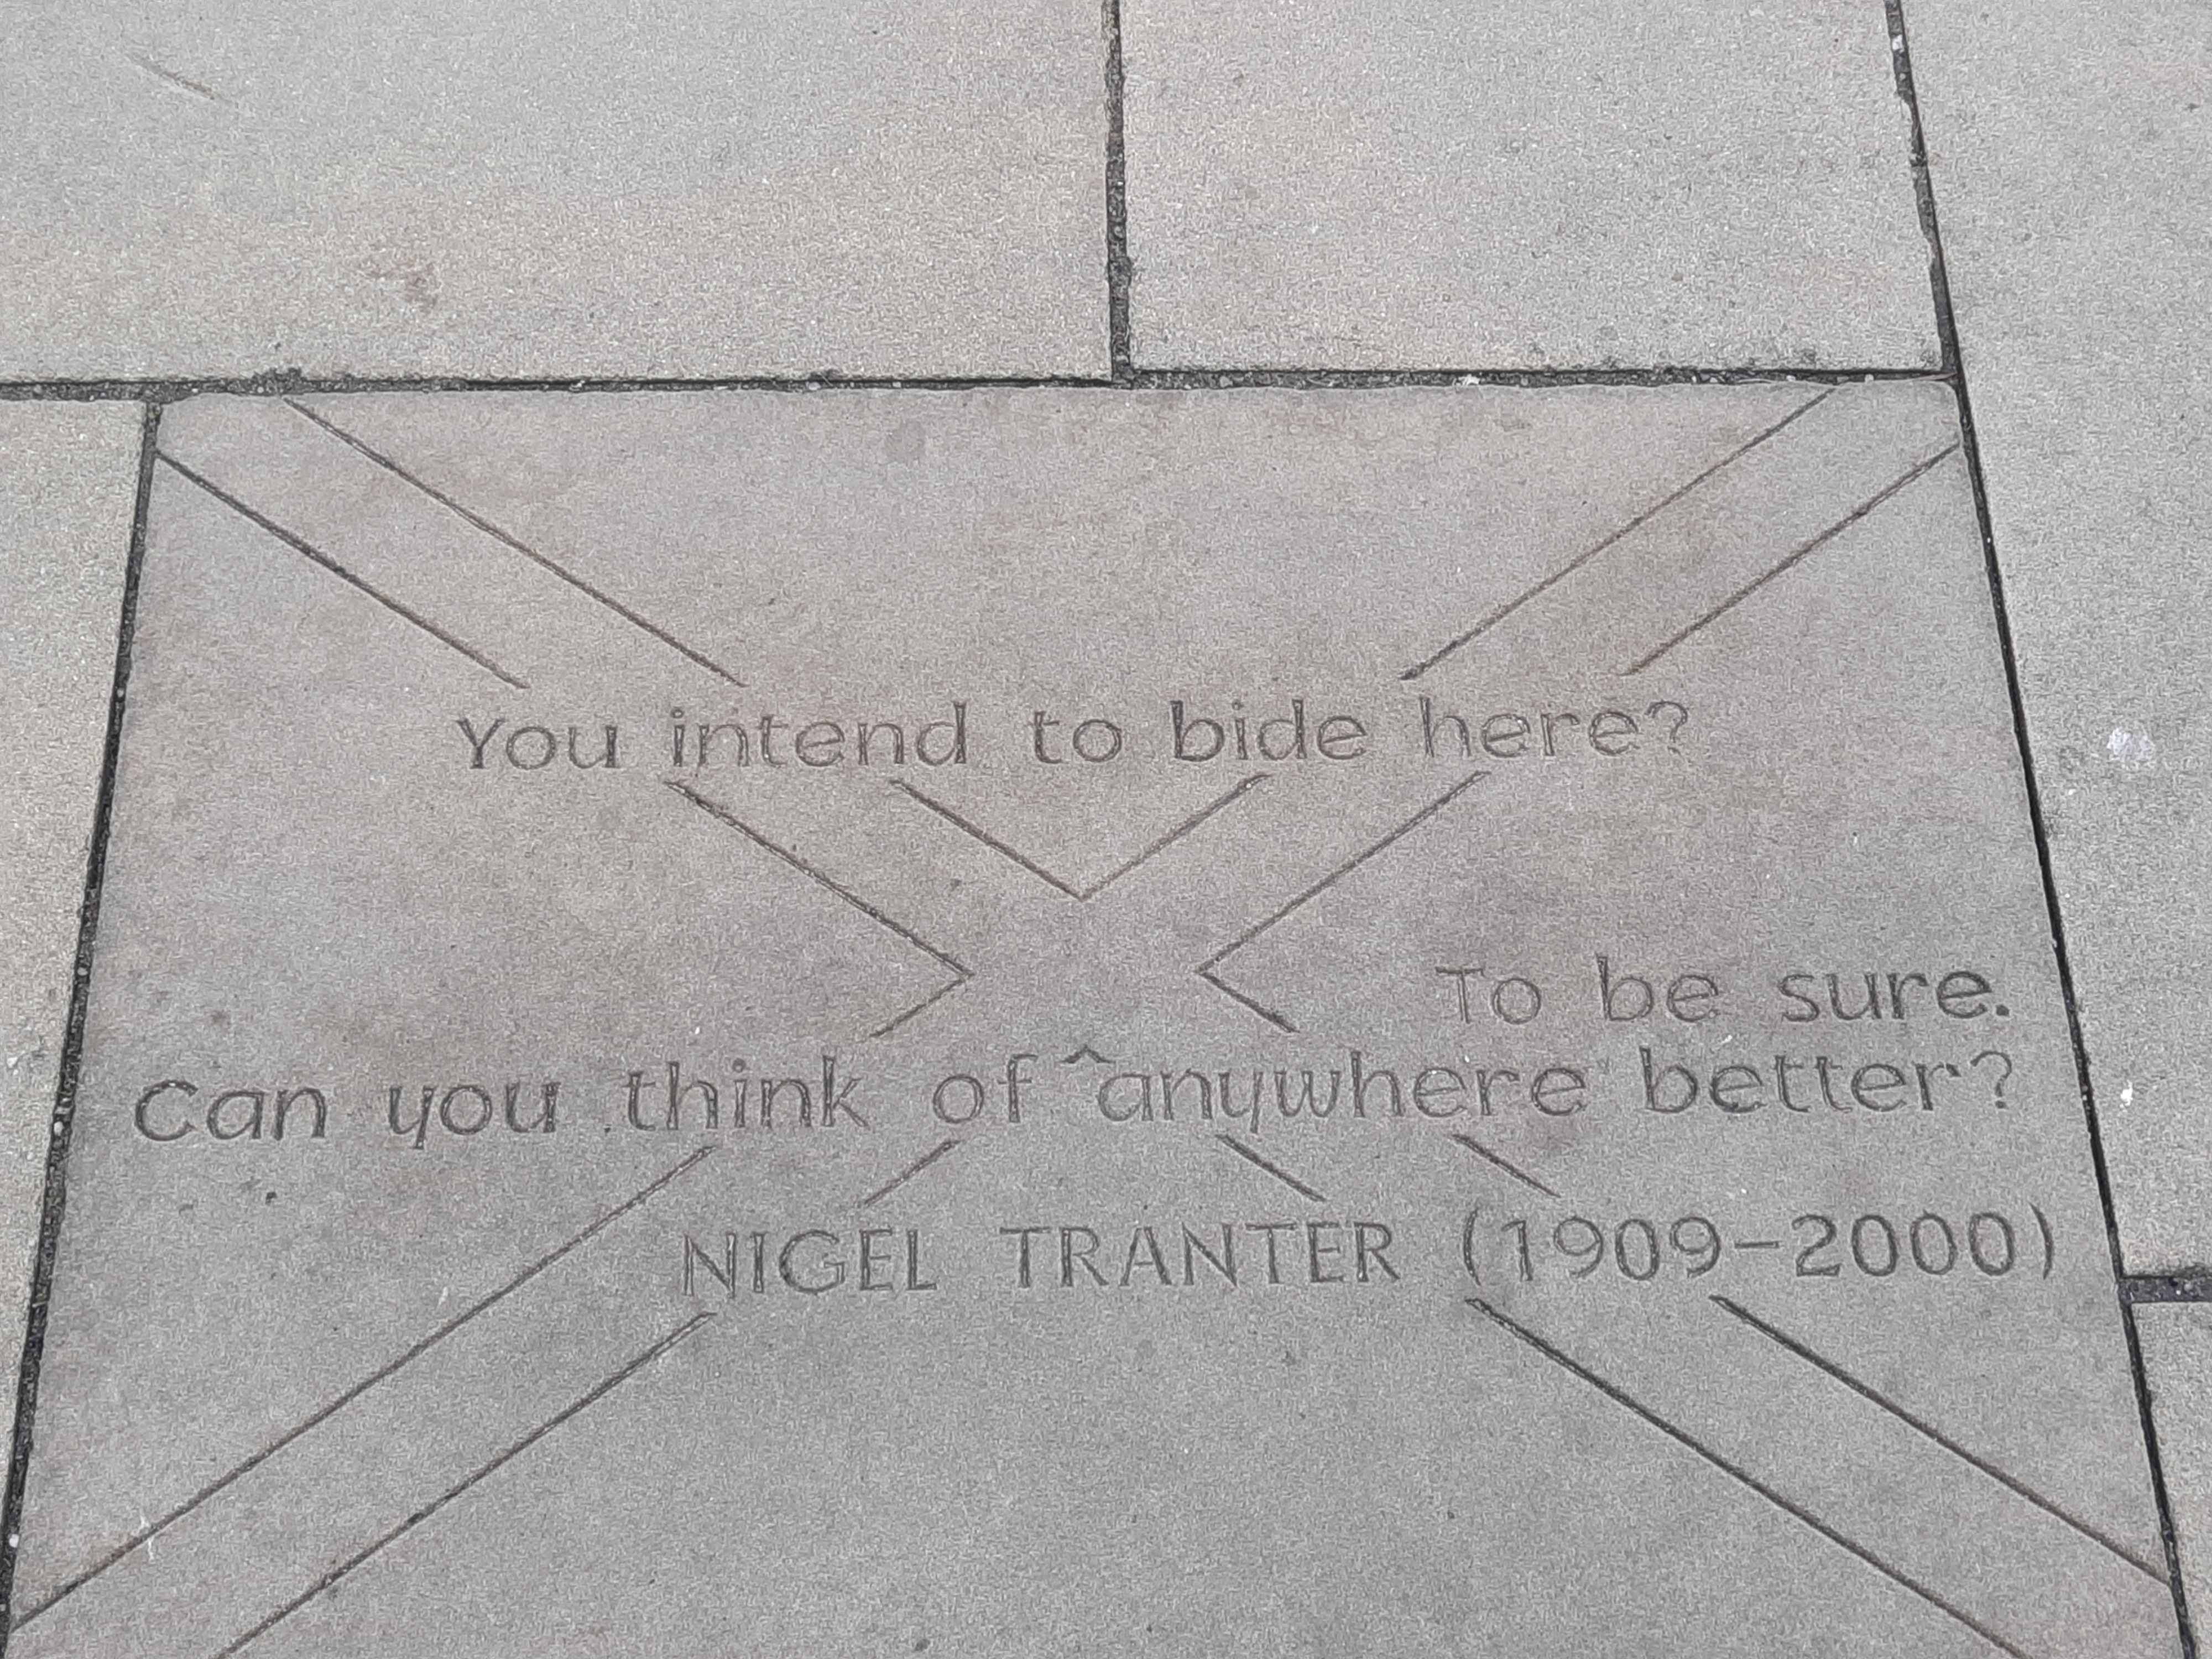 You intend to bide here?
To be sure.
Can you think of anywhere better?
NIGEL TRANTER (1909–2000)